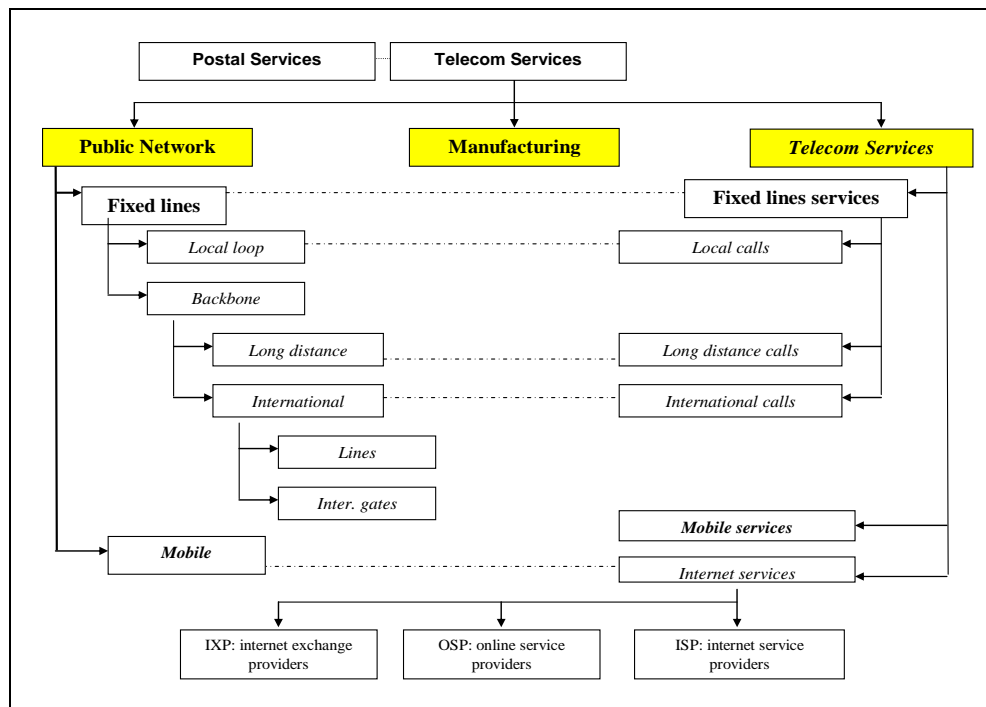 Postal Services
Telecom Services
Public Network
Manufacturing
Telecom Services
Fixed lines
Fixed lines services
Local loop
Local calls
Backbone
Long distance
Long distance calls
International
International calls
Lines
Inter. gates
Mobile services
Mobile
Internet services
IXP: internet exchange
providers
OSP: online service
providers
ISP: internet service
providers